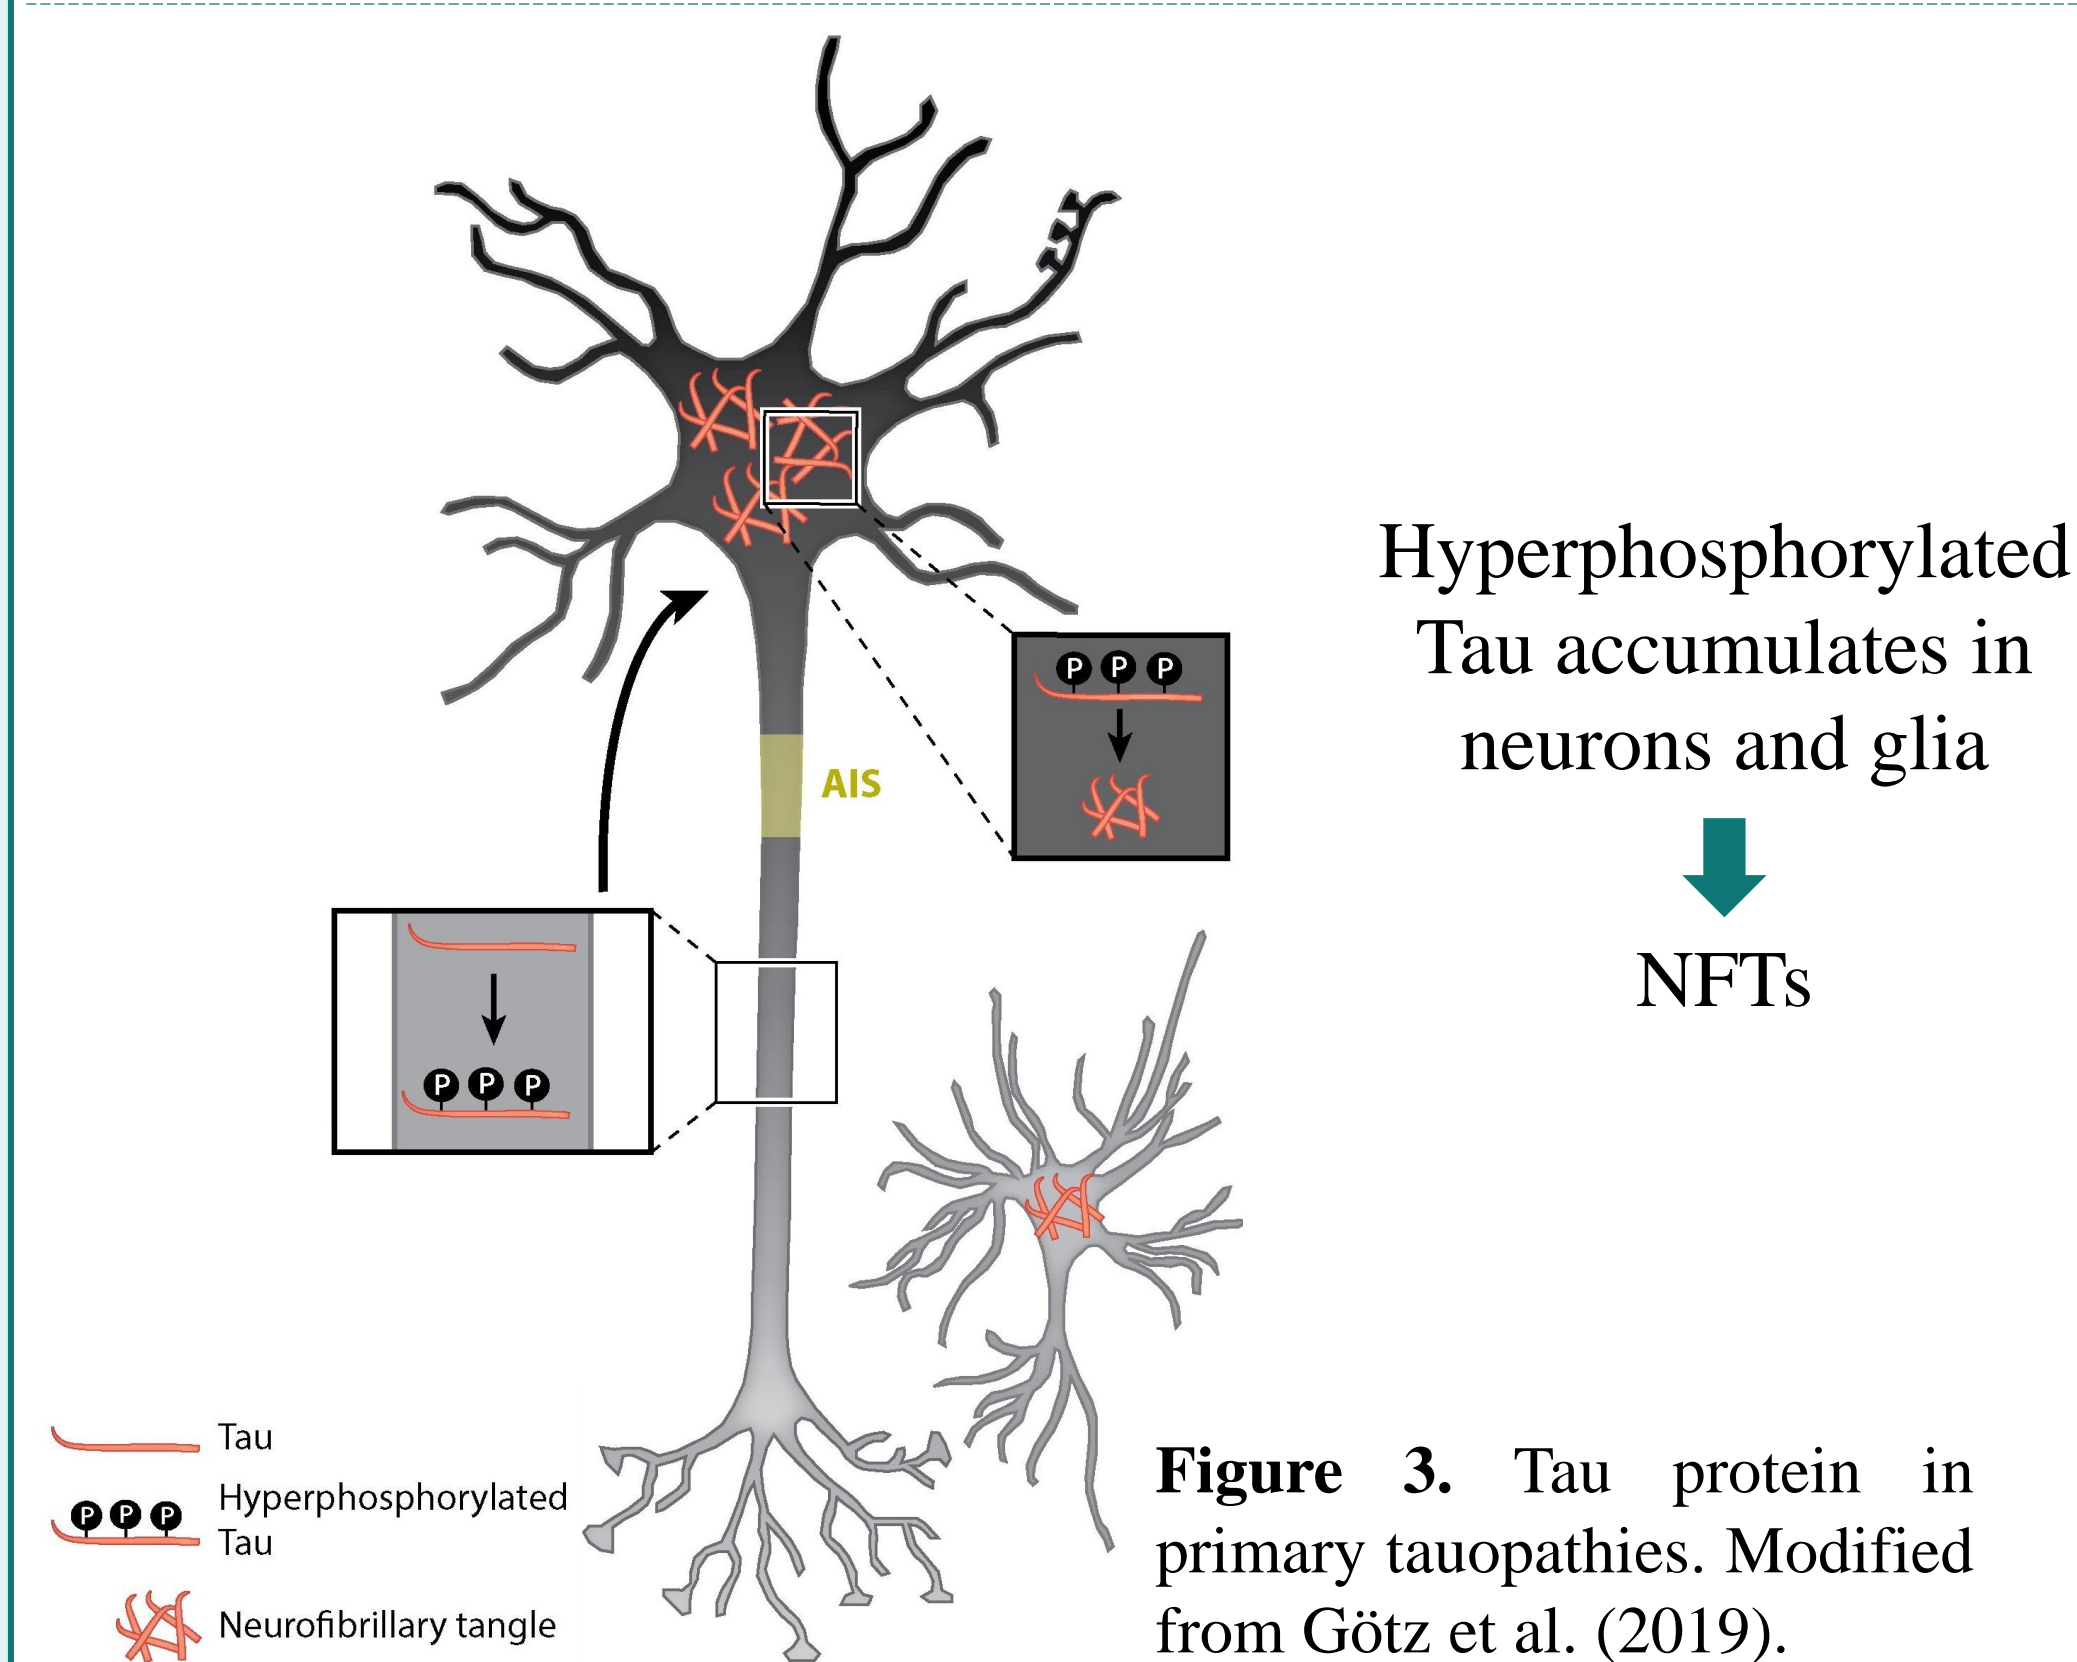 P P P
AIS
P P P
Hyperphosphorylated
Tau accumulates in
neurons and glia
NFTs
Tau
P P P
Hyperphosphorylated
Tau
Neurofibrillary tangle
Figure 3. Tau protein in
primary tauopathies. Modified
from Götz et al. (2019).